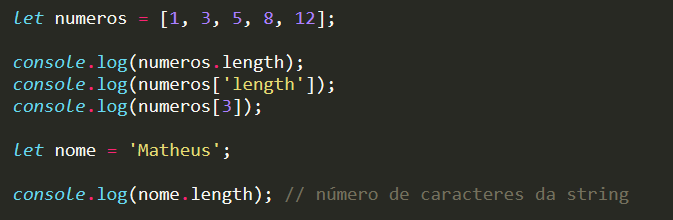 let numeros = [1, 3, 5, 8, 12];
console.log(numeros.length);
console.log(numeros['length']);
console.log(numeros[3]);
let nome = 'Matheus';
console.log(nome.length); // número de caracteres da string